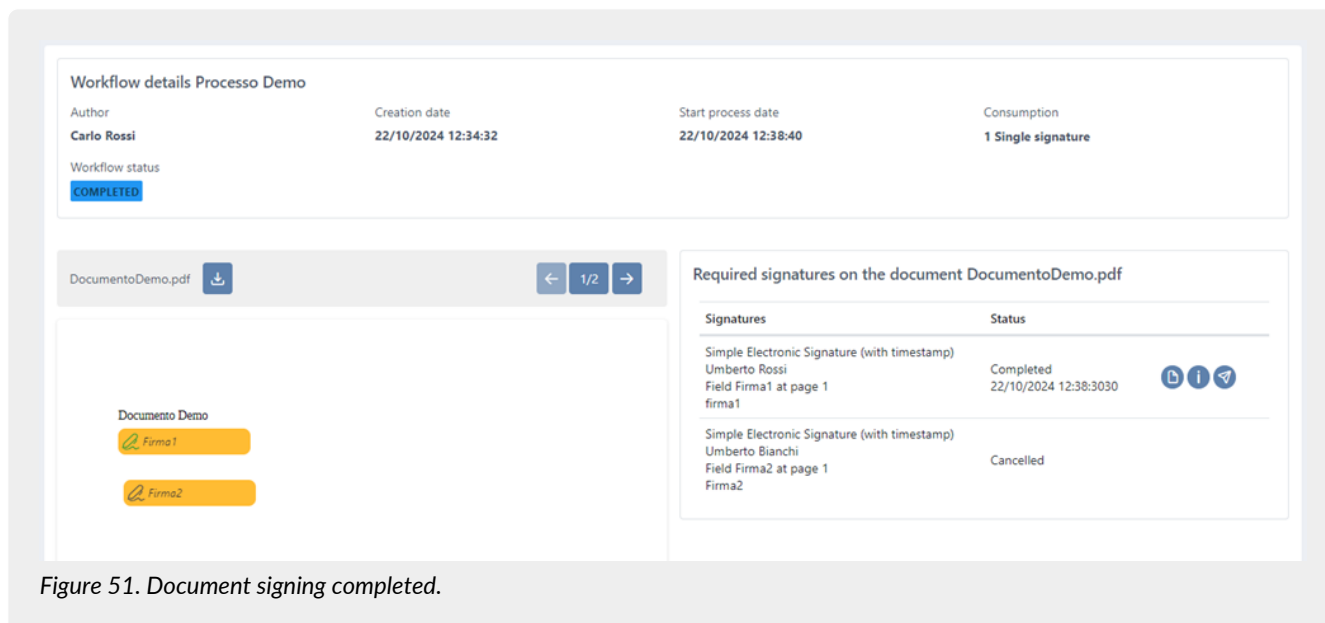 Workflow details Processo Demo
Author
Creation date
Start process date
Consumption
Carlo Rossi
22/10/2024 12:34:32
22/10/2024 12:38:40
1 Single signature
Workflow status
COMPLETED
DocumentoDemo.pdf
1/2
Documento Demo
Firma1
Firma2
Required signatures on the document DocumentoDemo.pdf
Signatures
Status
Simple Electronic Signature (with timestamp)
Umberto Rossi
Field Firma1 at page 1
firma1
Completed
22/10/2024 12:38:3030
Simple Electronic Signature (with timestamp)
Umberto Bianchi
Field Firma2 at page 1
Firma2
Cancelled
Figure 51. Document signing completed.